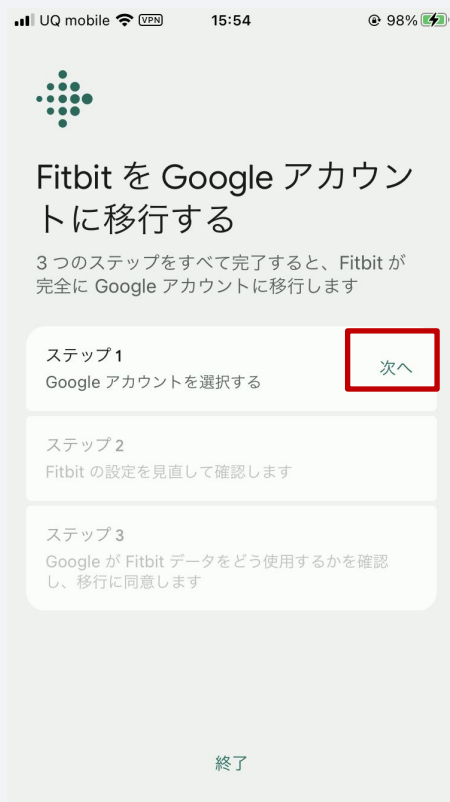 UQ mobile VPN 15:54 98%
Fitbit を Google アカウン
トに移行する
3 つのステップをすべて完了すると、Fitbit が
完全に Google アカウントに移行します
ステップ 1
Google アカウントを選択する
次へ
ステップ 2
Fitbit の設定を見直して確認します
ステップ 3
Google が Fitbit データをどう使用するかを確認
し、移行に同意します
終了